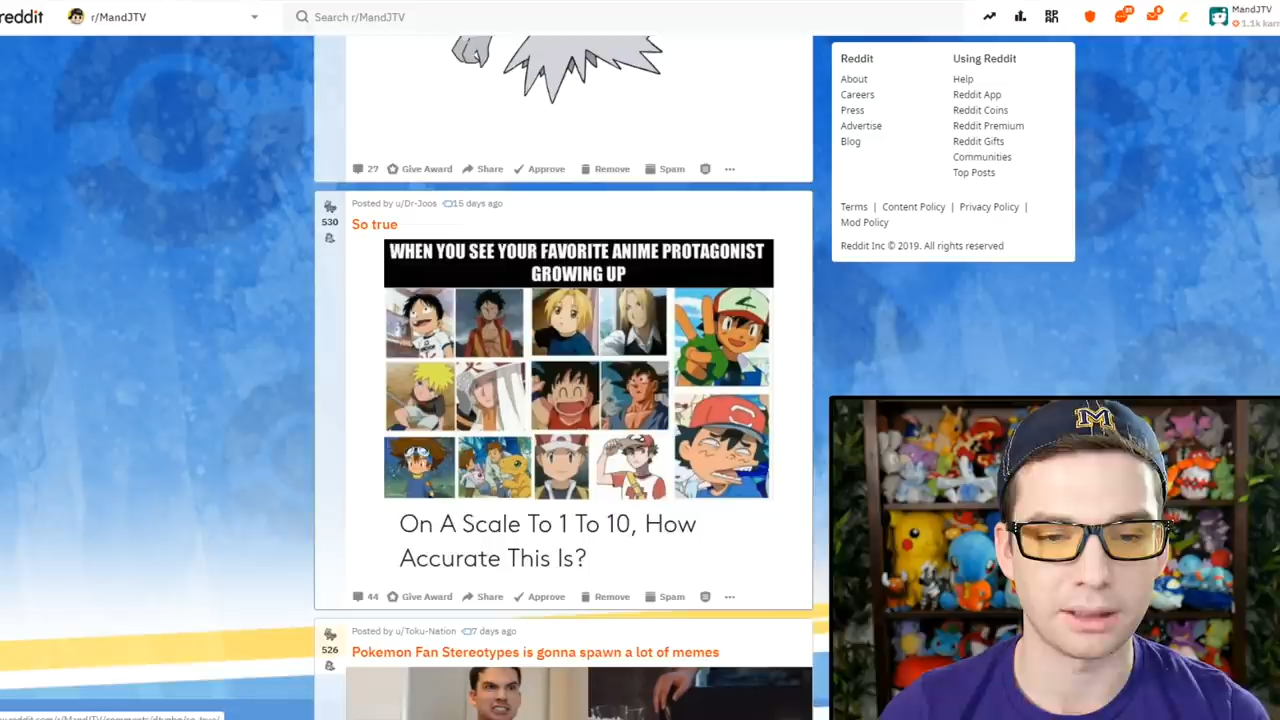 reddit
r/MandJTV
Search r/MandJTV
MandJTV
1.1k karm
Reddit
Using Reddit
About
Help
Careers
Reddit App
Press
Reddit Coins
Advertise
Reddit Premium
Blog
Reddit Gifts
Communities
Top Posts
Terms | Content Policy | Privacy Policy |
Mod Policy
Reddit Inc © 2019. All rights reserved
27 Give Award Share Approve Remove Spam
Posted by u/Dr-Joos 15 days ago
530
So true
WHEN YOU SEE YOUR FAVORITE ANIME PROTAGONIST
GROWING UP
On A Scale To 1 To 10, How
Accurate This Is?
44 Give Award Share Approve Remove Spam
Posted by u/Toku-Nation 7 days ago
526
Pokemon Fan Stereotypes is gonna spawn a lot of memes
M